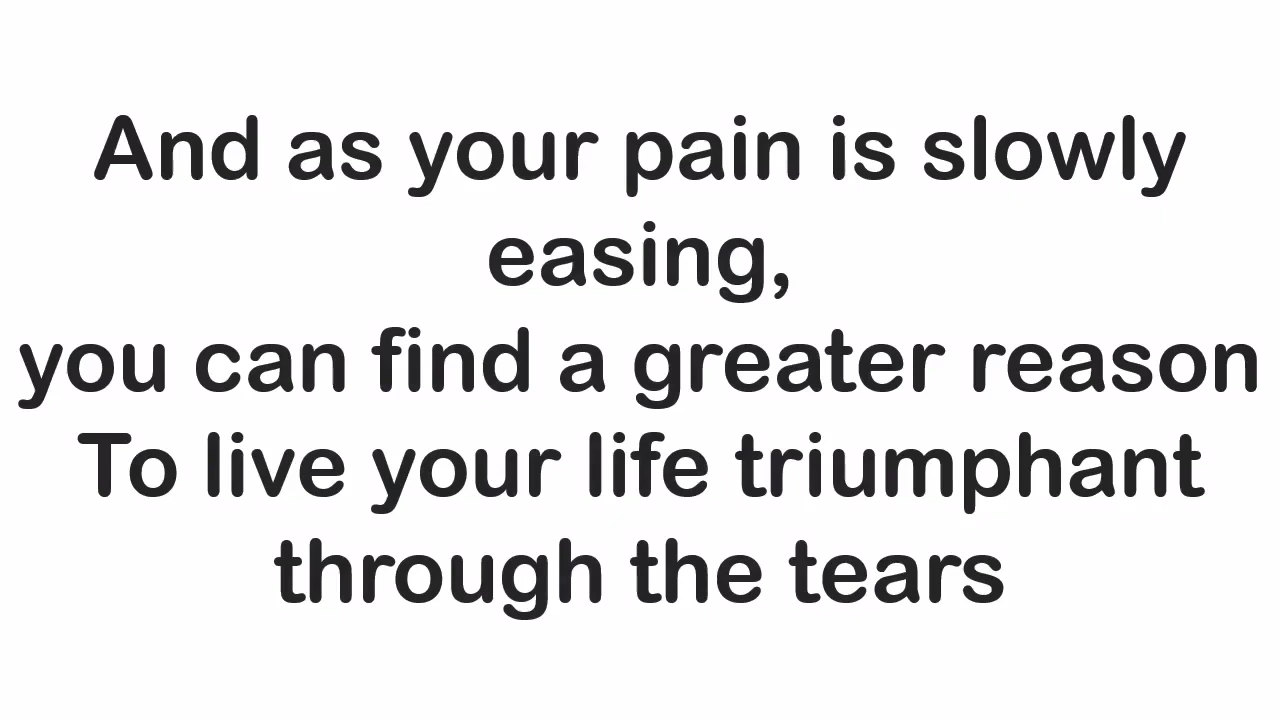 And as your pain is slowly
easing,
you can find a greater reason
To live your life triumphant
through the tears